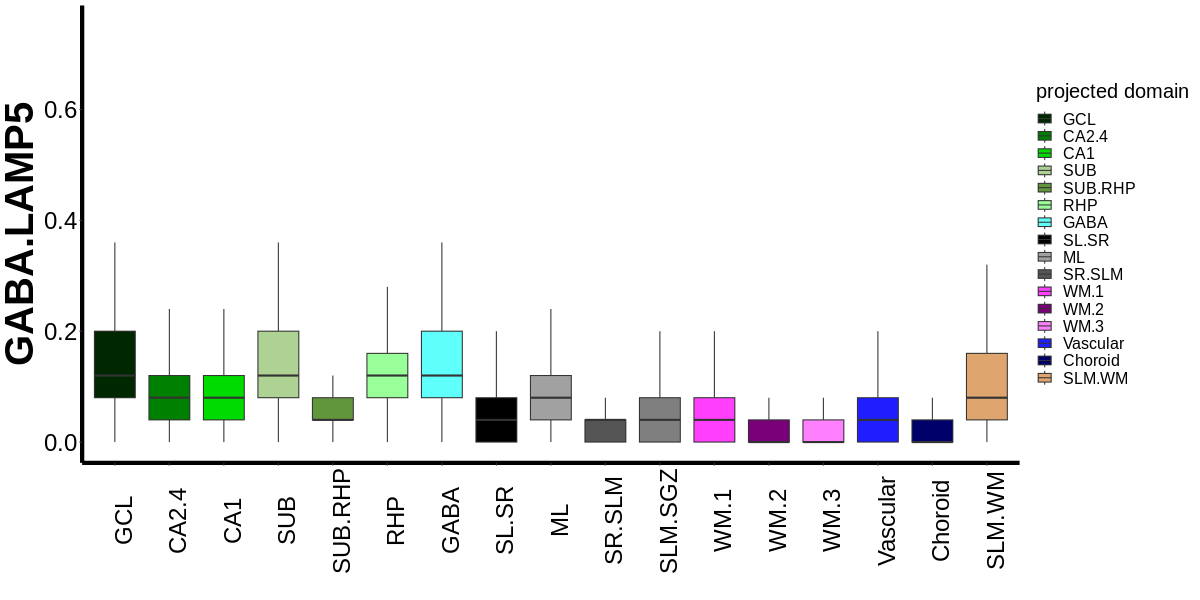 GABA.LAMP5
0.6
0.4
0.2
0.0
GCL
CA2.4
CA1
SUB
SUB.RHP
RHP
GABA
SL.SR
ML
SR.SLM
SLM.SGZ
WM.1
WM.2
WM.3
Vascular
Choroid
SLM.WM
projected domain
GCL
CA2.4
CA1
SUB
SUB.RHP
RHP
GABA
SL.SR
ML
SR.SLM
WM.1
WM.2
WM.3
Vascular
Choroid
SLM.WM